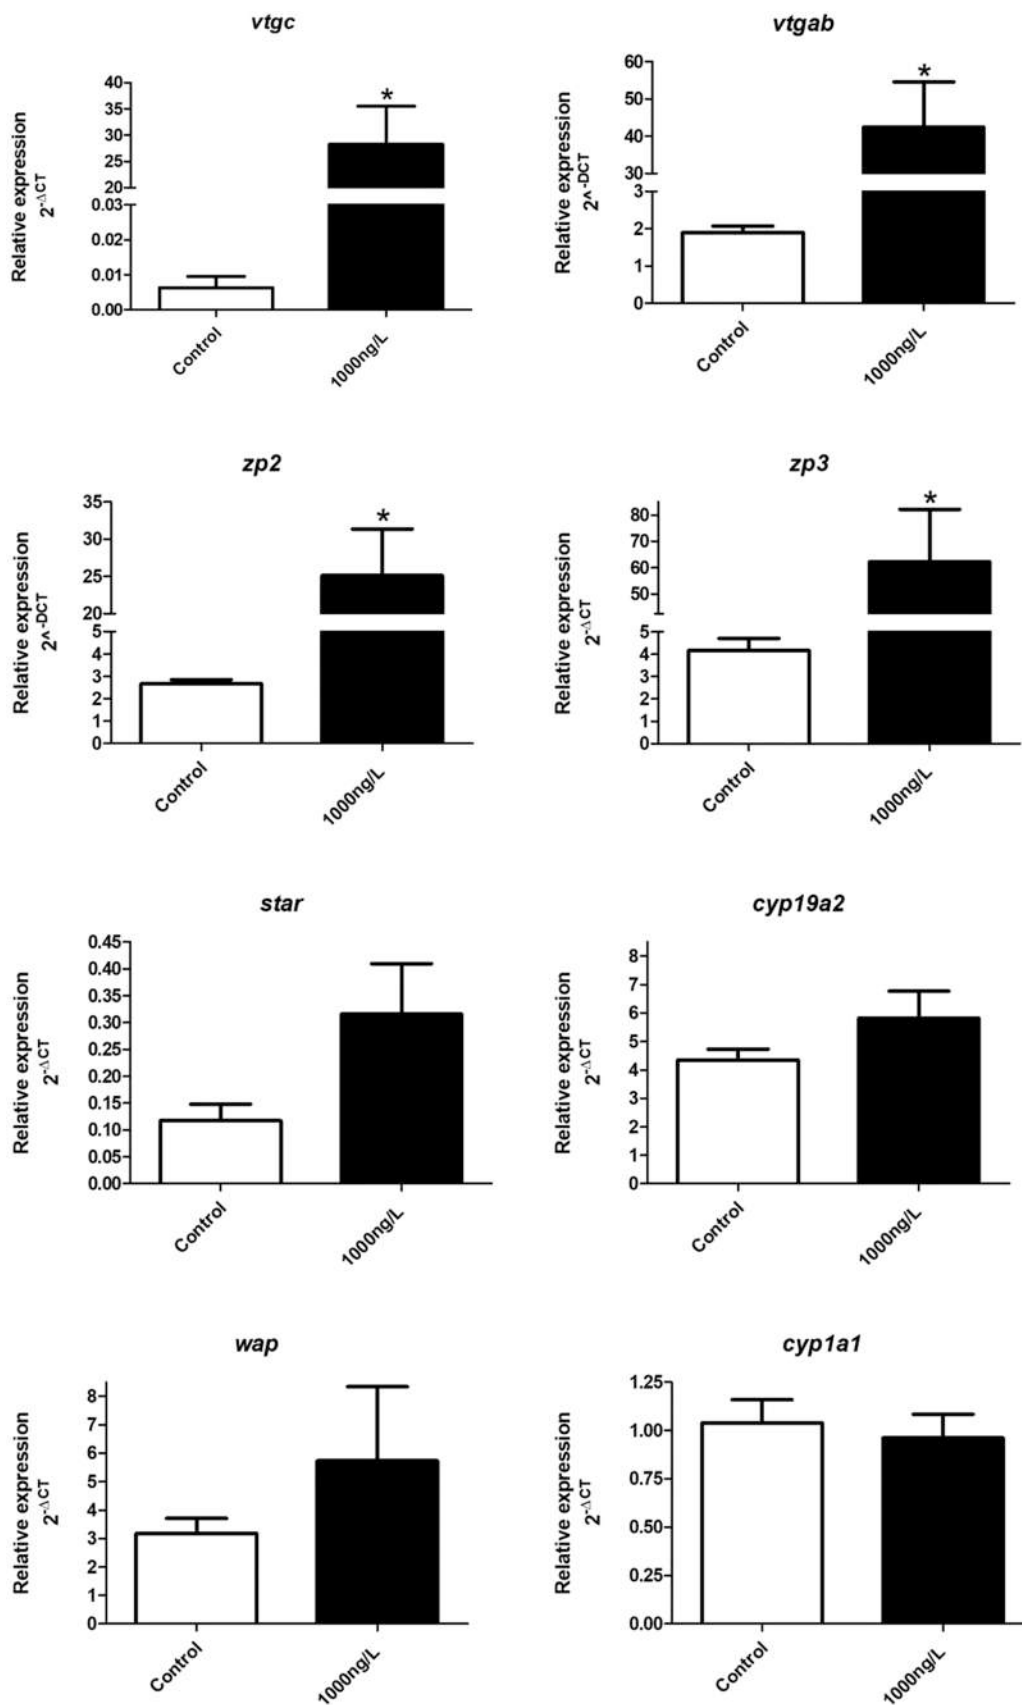 vtgc
Relative expression
2-ΔCT
40
35
30
25
20
0.03
0.02
0.01
0.00
*
Control
1000ng/L
vtgab
Relative expression
2^-DCT
60
50
40
30
3
2
1
0
*
Control
1000ng/L
zp2
Relative expression
2^-DCT
35
30
25
20
5
4
3
2
1
0
*
Control
1000ng/L
zp3
Relative expression
2-ΔCT
80
70
60
50
5
4
3
2
1
0
*
Control
1000ng/L
star
Relative expression
2-ΔCT
0.45
0.40
0.35
0.30
0.25
0.20
0.15
0.10
0.05
0.00
Control
1000ng/L
cyp19a2
Relative expression
2-ΔCT
8
7
6
5
4
3
2
1
0
Control
1000ng/L
wap
Relative expression
2-ΔCT
8
7
6
5
4
3
2
1
0
Control
1000ng/L
cyp1a1
Relative expression
2-ΔCT
1.25
1.00
0.75
0.50
0.25
0.00
Control
1000ng/L